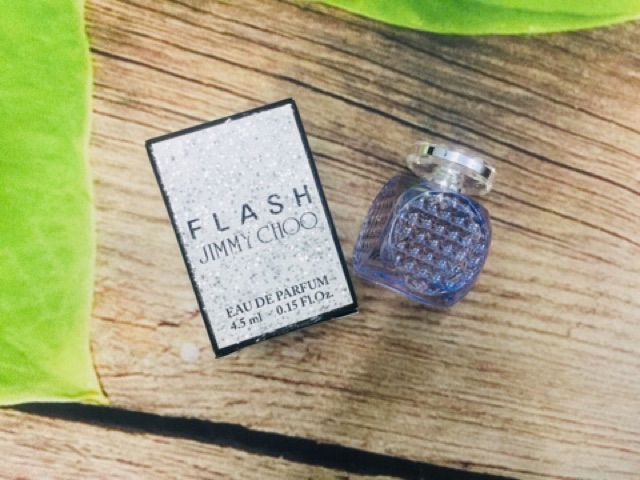 FLASH
JIMMY CHOO
EAU DE PARFUM
4.5 ml - 0.15 Fl.Oz.